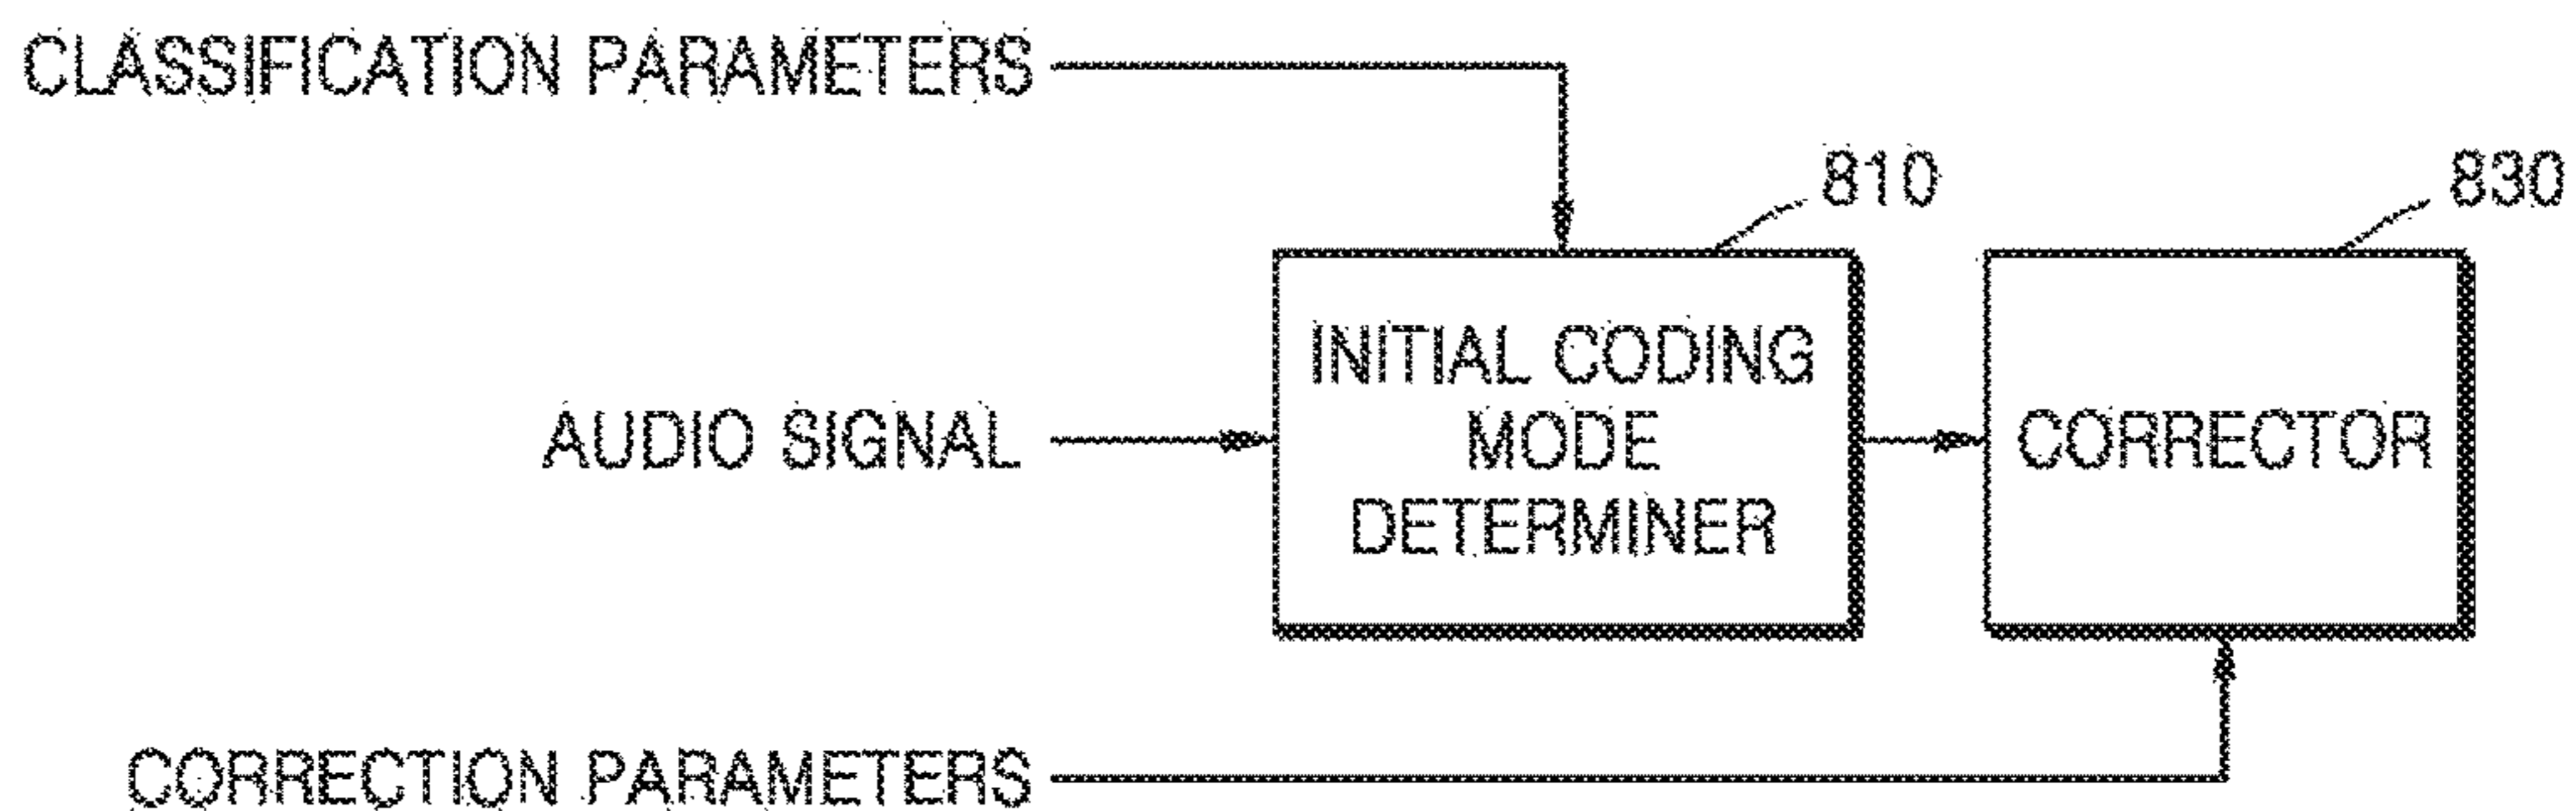 CLASSIFICATION PARAMETERS
810
830
INITIAL CODING
MODE
DETERMINER
AUDIO SIGNAL
CORRECTOR
CORRECTION PARAMETERS